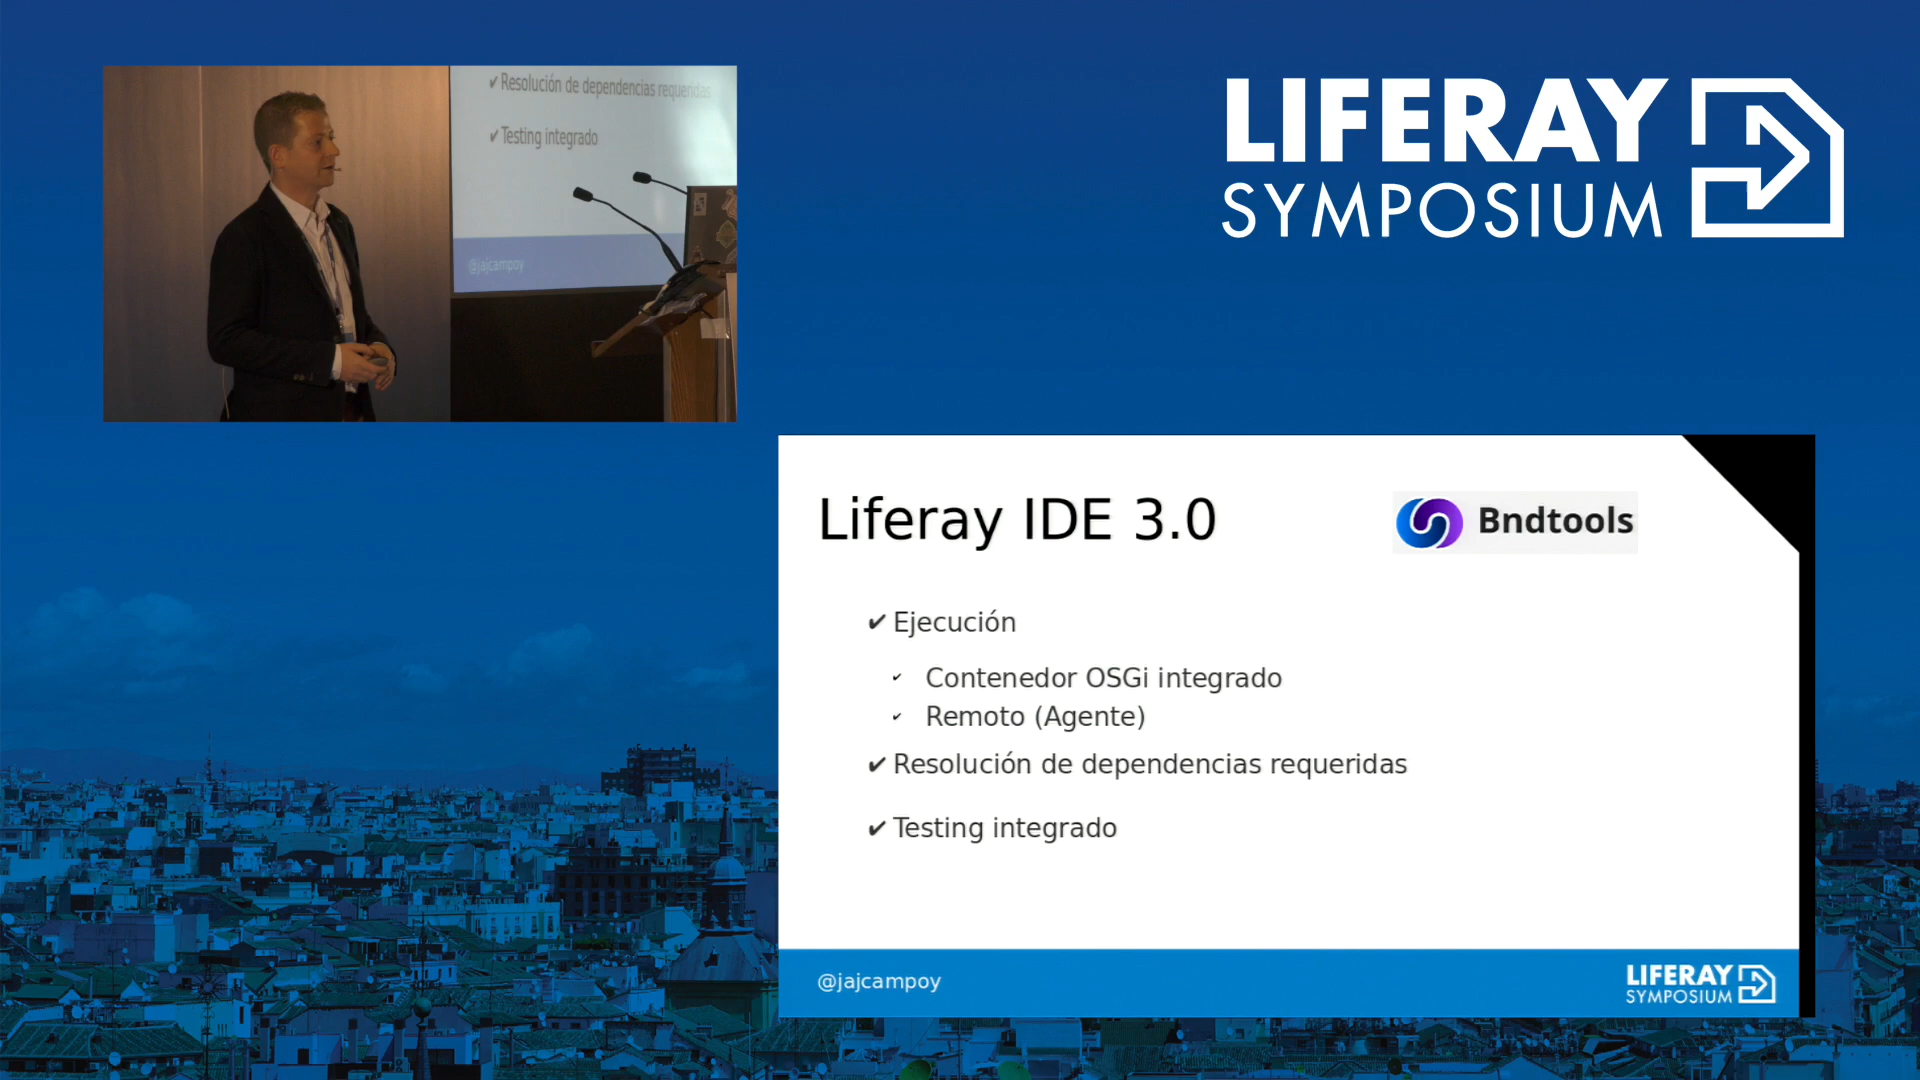 ✔ Resolución de dependencias requeridas
✔ Testing integrado
@jajcampoy
LIFERAY
SYMPOSIUM
Liferay IDE 3.0
Bndtools
✔ Ejecución
✔ Contenedor OSGi integrado
✔ Remoto (Agente)
✔ Resolución de dependencias requeridas
✔ Testing integrado
@jajcampoy
LIFERAY
SYMPOSIUM